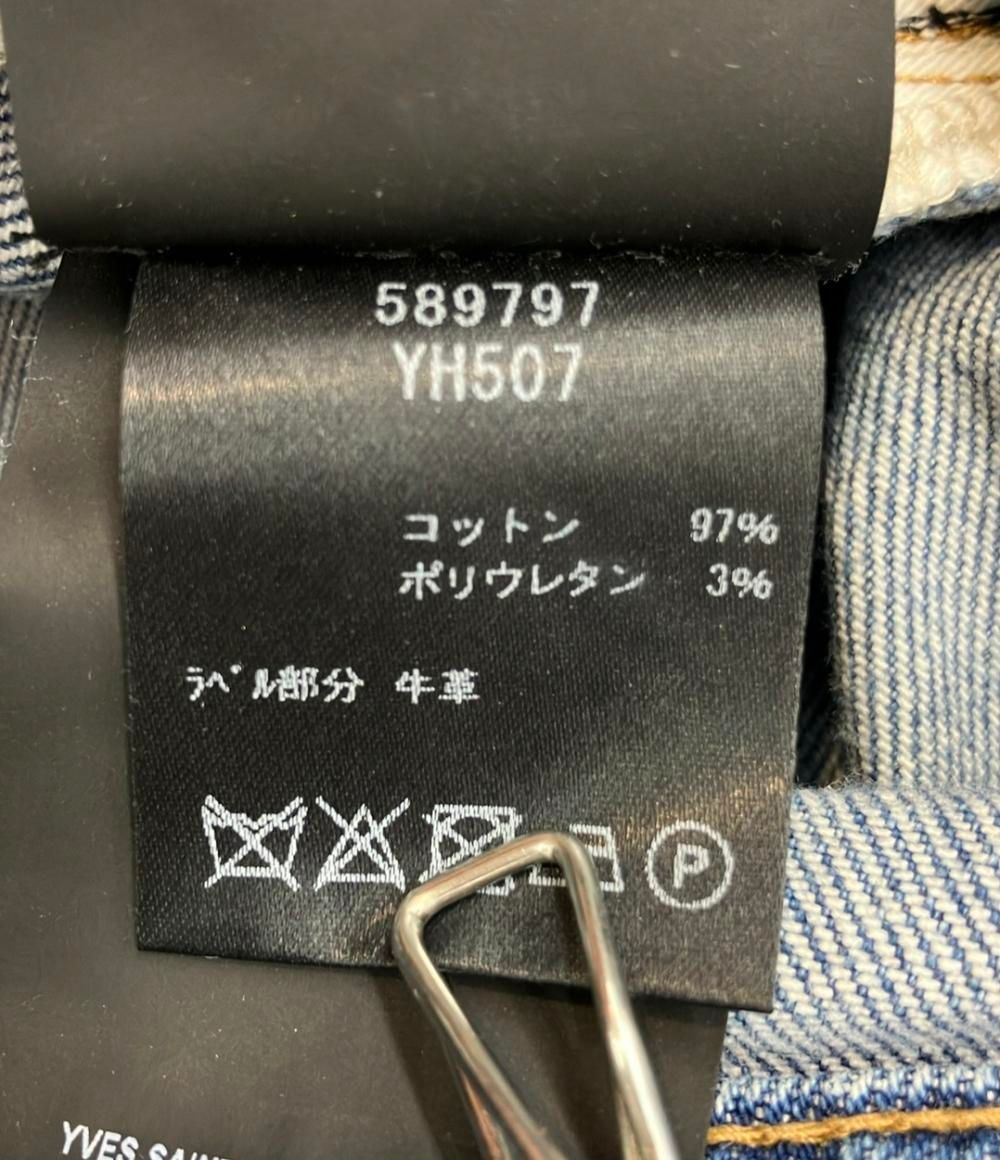 589797
YH507
コットン 97%
ポリウレタン 3%
ラベル部分 牛革
P
YVES